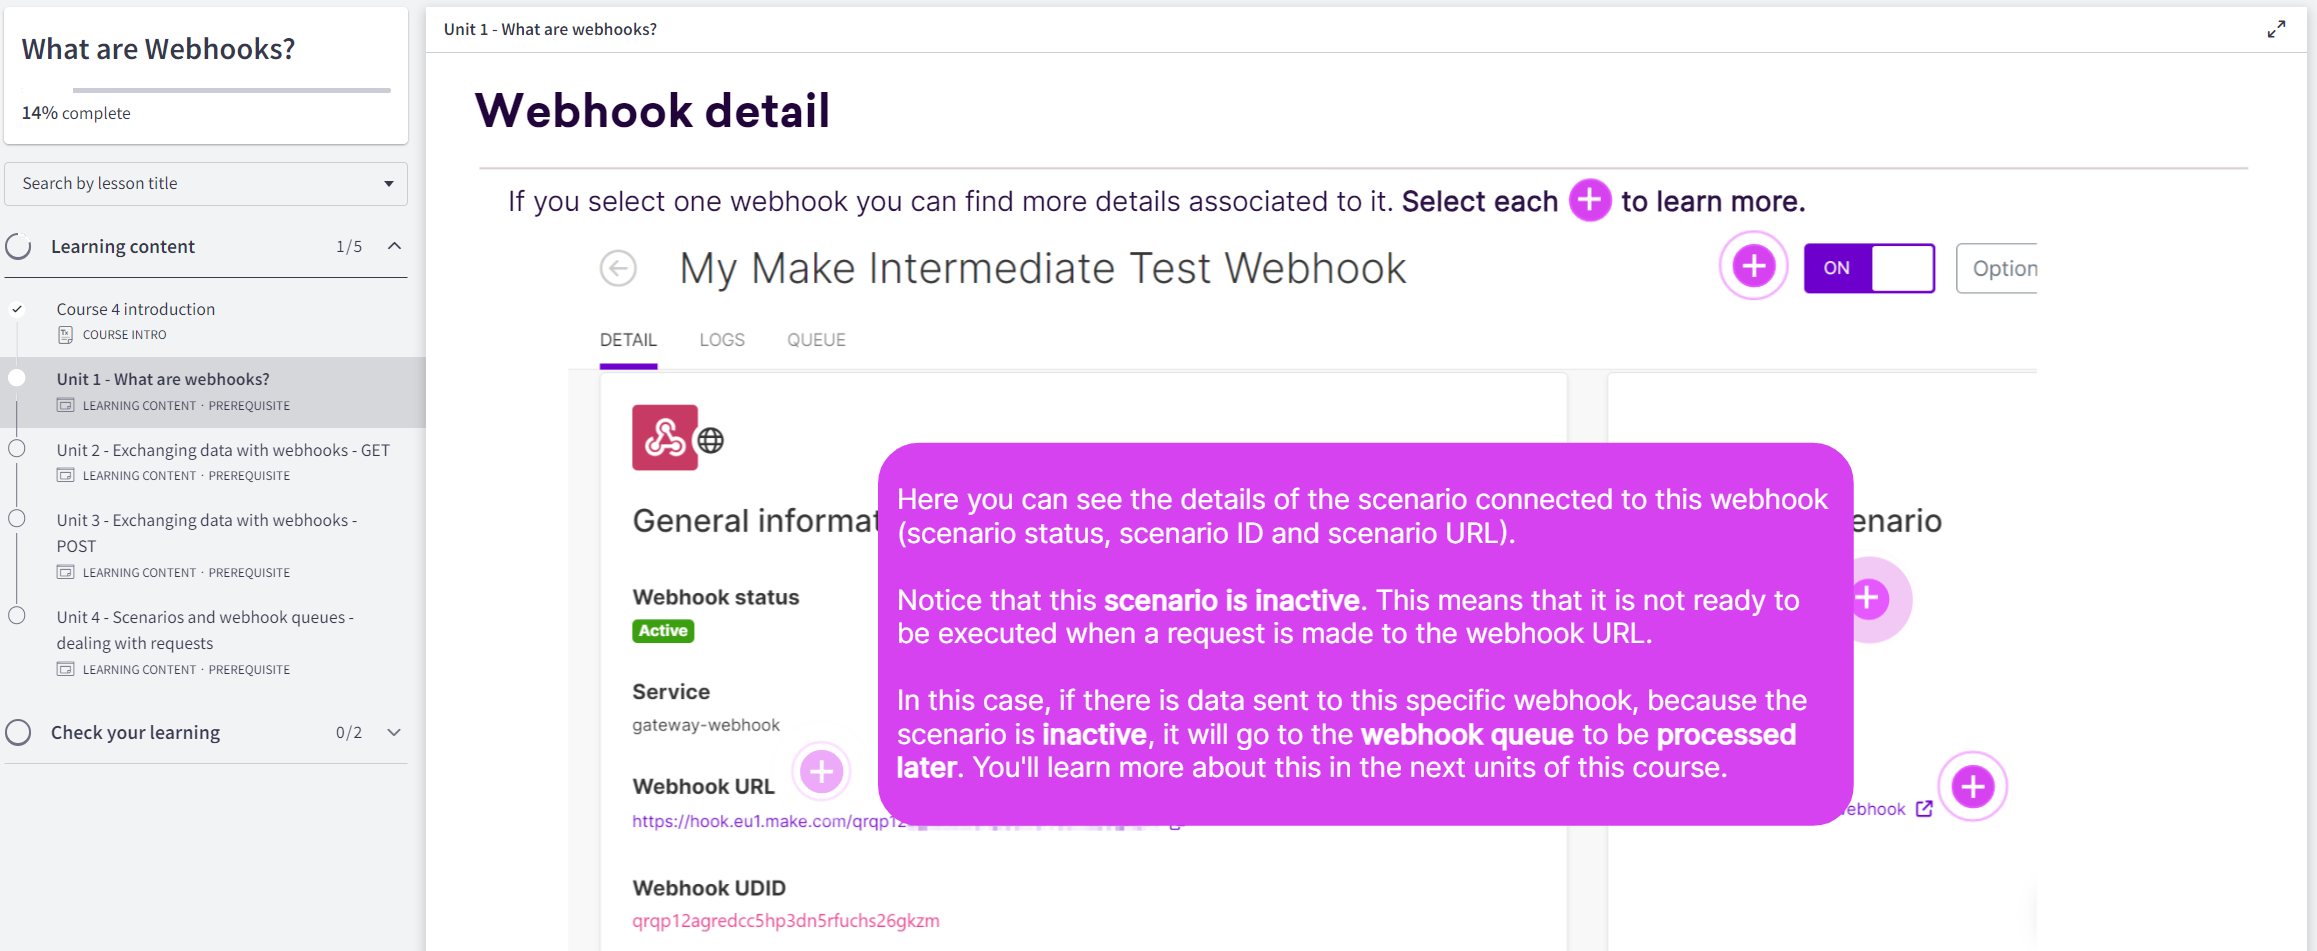 What are Webhooks?
14% complete
Search by lesson title
Learning content 1/5
Course 4 introduction
COURSE INTRO
Unit 1 - What are webhooks?
LEARNING CONTENT · PREREQUISITE
Unit 2 - Exchanging data with webhooks - GET
LEARNING CONTENT · PREREQUISITE
Unit 3 - Exchanging data with webhooks -
POST
LEARNING CONTENT · PREREQUISITE
Unit 4 - Scenarios and webhook queues -
dealing with requests
LEARNING CONTENT · PREREQUISITE
Check your learning 0/2
Unit 1 - What are webhooks?
Webhook detail
If you select one webhook you can find more details associated to it. Select each + to learn more.
My Make Intermediate Test Webhook
ON
Option
DETAIL LOGS QUEUE
General informat
Webhook status
Active
Service
gateway-webhook
Webhook URL
https://hook.eu1.make.com/qrqp12
Webhook UDID
qrqp12agredcc5hp3dn5rfuchs26gkzm
Here you can see the details of the scenario connected to this webhook
(scenario status, scenario ID and scenario URL).
Notice that this scenario is inactive. This means that it is not ready to
be executed when a request is made to the webhook URL.
In this case, if there is data sent to this specific webhook, because the
scenario is inactive, it will go to the webhook queue to be processed
later. You'll learn more about this in the next units of this course.
enario
ebhook